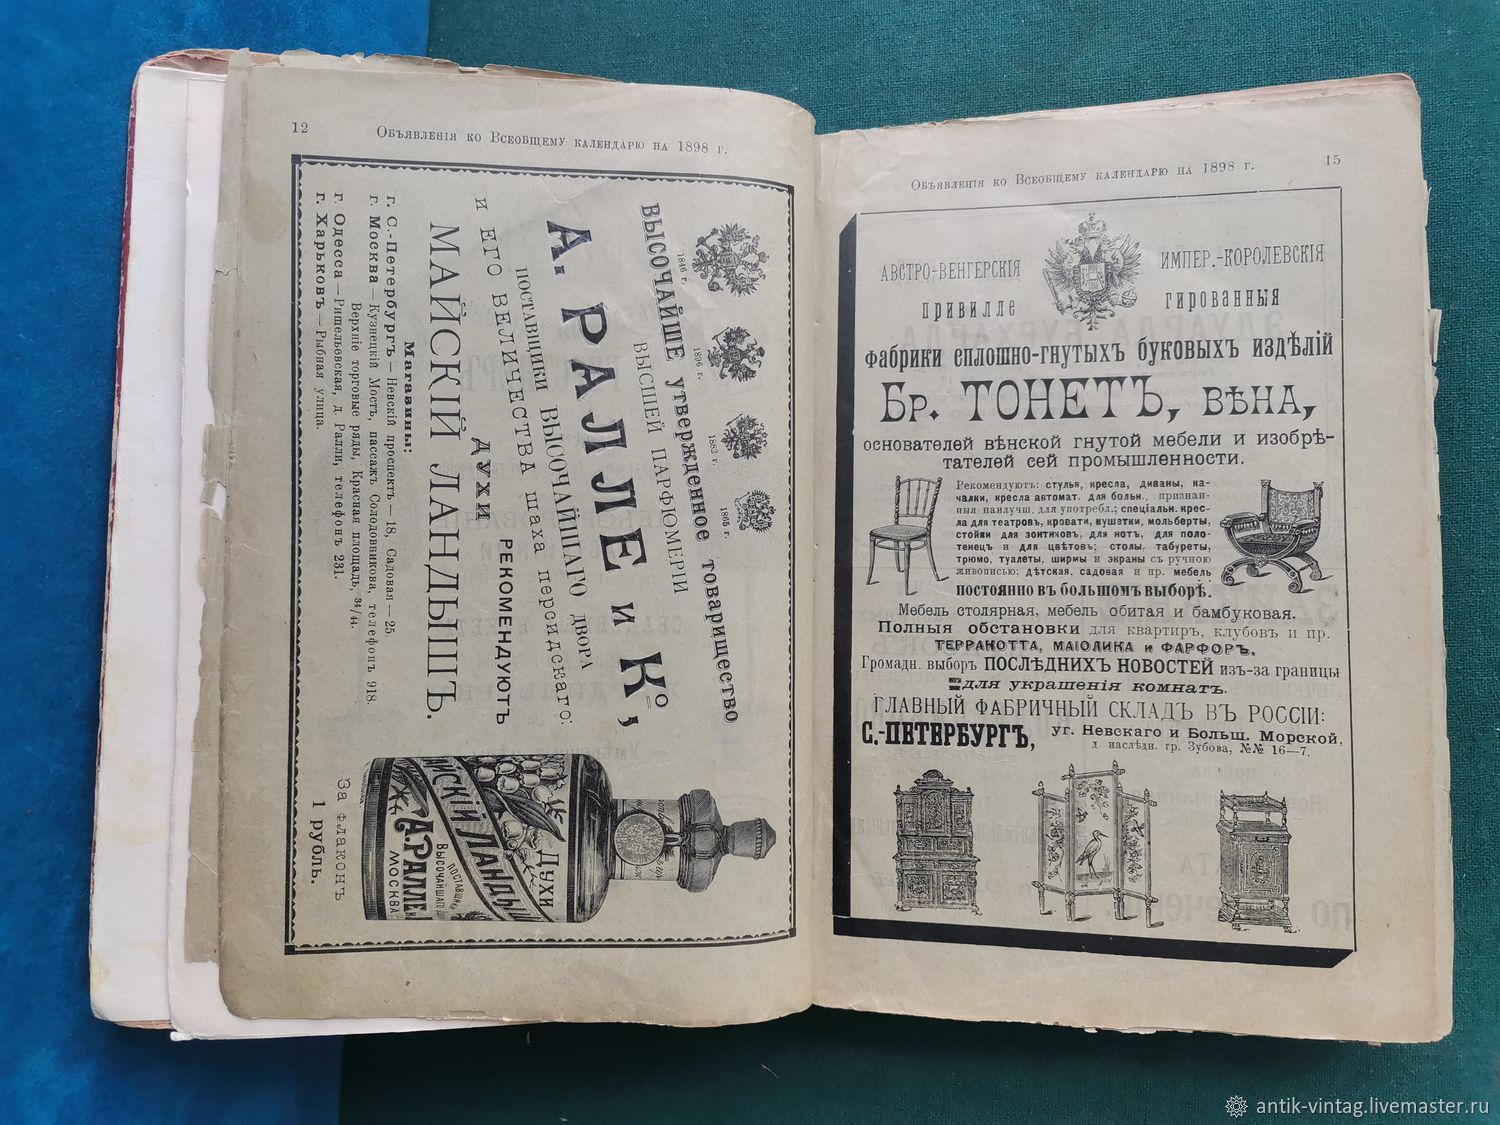 12
Объявленія ко Всеобщему календарю на 1898 г.
1846 г.
1896 г.
1882 г.
1865 г.
ВЫСОЧАЙШЕ утвержденное товарищество
ВЫСШЕЙ ПАРФЮМЕРІИ
А. РАЛЛЕ и Ко,
ПОСТАВЩИКИ ВЫСОЧАЙШАГО ДВОРА
и ЕГО ВЕЛИЧЕСТВА шаха персидскаго:
РЕКОМЕНДУЮТЪ
ДУХИ
МАЙСКІЙ ЛАНДЫШЪ.
Магазины:
г. С.-Петербургъ — Невскій проспектъ — 18, Садовая — 25.
г. Москва — Кузнецкій Мостъ, пассажъ Солодовникова, телефонъ 918.
Верхніе торговые ряды, Красная площадь, 34/44.
г. Одесса — Ришельевская, д. Ралли, телефонъ 231.
г. Харьковъ — Рыбная улица.
За флаконъ
1 рубль.
Духи
ЙСКІЙ ЛАНДЫШ
ПОСТАВЩИКИ
ВЫСОЧАЙШАГО
А РАЛЛЕ
МОСКВА
Объявленія ко Всеобщему календарю на 1898 г.
15
АВСТРО-ВЕНГЕРСКІЯ ИМПЕР.-КОРОЛЕВСКІЯ
ПРИВИЛЛЕ ГИРОВАННЫЯ
Фабрики сплошно-гнутыхъ буковыхъ издѣлій
Бр. ТОНЕТЪ, ВѢНА,
основателей вѣнской гнутой мебели и изобрѣ-
тателей сей промышленности.
Рекомендуютъ: стулья, кресла, диваны, ка-
чалки, кресла автомат. для больн., признан-
ныя наилучш. для употребл.; спеціальн. крес-
ла для театровъ, кровати, кушетки, мольберты,
стойки для зонтиковъ, для нотъ, для поло-
тенецъ и для цвѣтовъ; столы, табуреты,
трюмо, туалеты, ширмы и экраны съ ручною
живописью; дѣтская, садовая и пр. мебель
ПОСТОЯННО ВЪ БОЛЬШОМЪ ВЫБОРѢ.
Мебель столярная, мебель обитая и бамбуковая.
Полныя обстановки для квартиръ, клубовъ и пр.
ТЕРРАКОТТА, МАІОЛИКА и ФАРФОРЪ.
Громадн. выборъ ПОСЛѢДНИХЪ НОВОСТЕЙ изъ-за границы
для украшенія комнатъ.
ГЛАВНЫЙ ФАБРИЧНЫЙ СКЛАДЪ ВЪ РОССІИ:
С.-ПЕТЕРБУРГЪ, уг. Невскаго и Больш. Морской,
д. наслѣдн. гр. Зубова, №№ 16—7.
antik-vintag.livemaster.ru